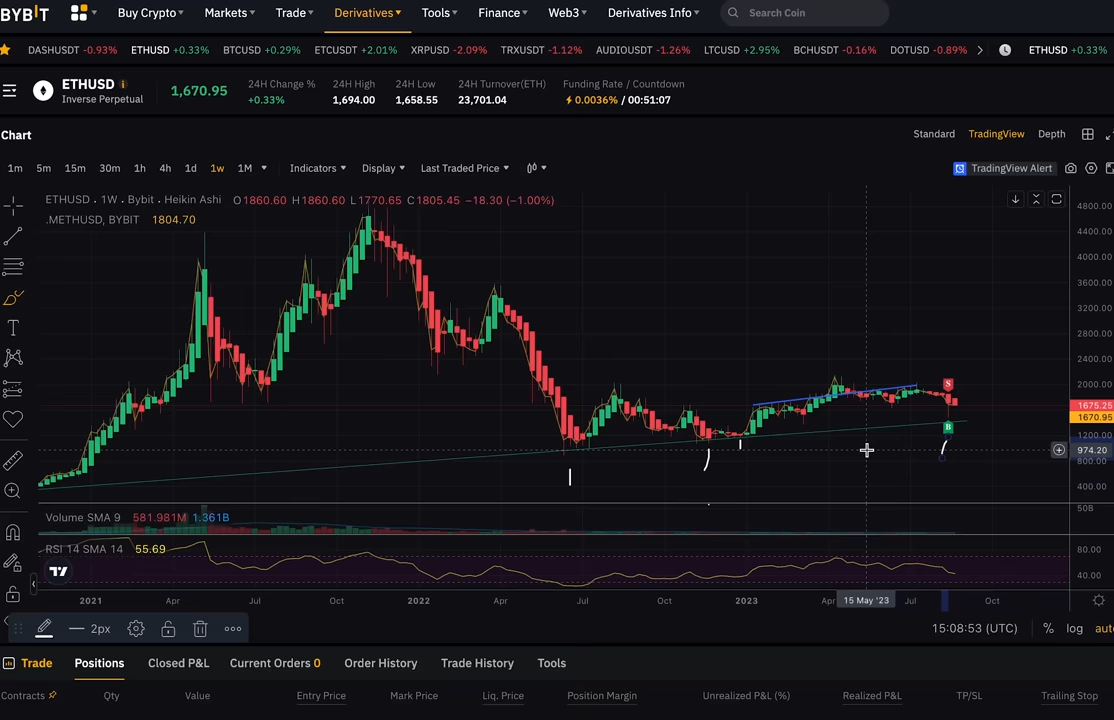 BYBIT Buy Crypto Markets Trade Derivatives Tools Finance Web3 Derivatives Info Search Coin
DASHUSDT -0.93% ETHUSD +0.33% BTCUSD +0.29% ETCUSDT +2.01% XRPUSD -2.09% TRXUSDT -1.12% AUDIOUSDT -1.26% LTCUSD +2.95% BCHUSDT -0.16% DOTUSD -0.89% ETHUSD +0.33%
ETHUSD
Inverse Perpetual
1,670.95
24H Change %
+0.33%
24H High
1,694.00
24H Low
1,658.55
24H Turnover(ETH)
23,701.04
Funding Rate / Countdown
0.0036% / 00:51:07
Chart Standard TradingView Depth
1m 5m 15m 30m 1h 4h 1d 1w 1M Indicators Display Last Traded Price TradingView Alert
ETHUSD · 1W · Bybit · Heikin Ashi O1860.60 H1860.60 L1770.65 C1805.45 −18.30 (−1.00%)
.METHUSD, BYBIT 1804.70
4800.00
4400.00
4000.00
3600.00
3200.00
2800.00
2400.00
2000.00
1675.25
1670.95
1200.00
974.20
800.00
400.00
S
B
Volume SMA 9 581.981M 1.361B
50B
RSI 14 SMA 14 55.69
80.00
40.00
2021 Apr Jul Oct 2022 Apr Jul Oct 2023 Apr 15 May '23 Jul Oct
2px 15:08:53 (UTC) % log auto
Trade Positions Closed P&L Current Orders 0 Order History Trade History Tools
Contracts Qty Value Entry Price Mark Price Liq. Price Position Margin Unrealized P&L (%) Realized P&L TP/SL Trailing Stop